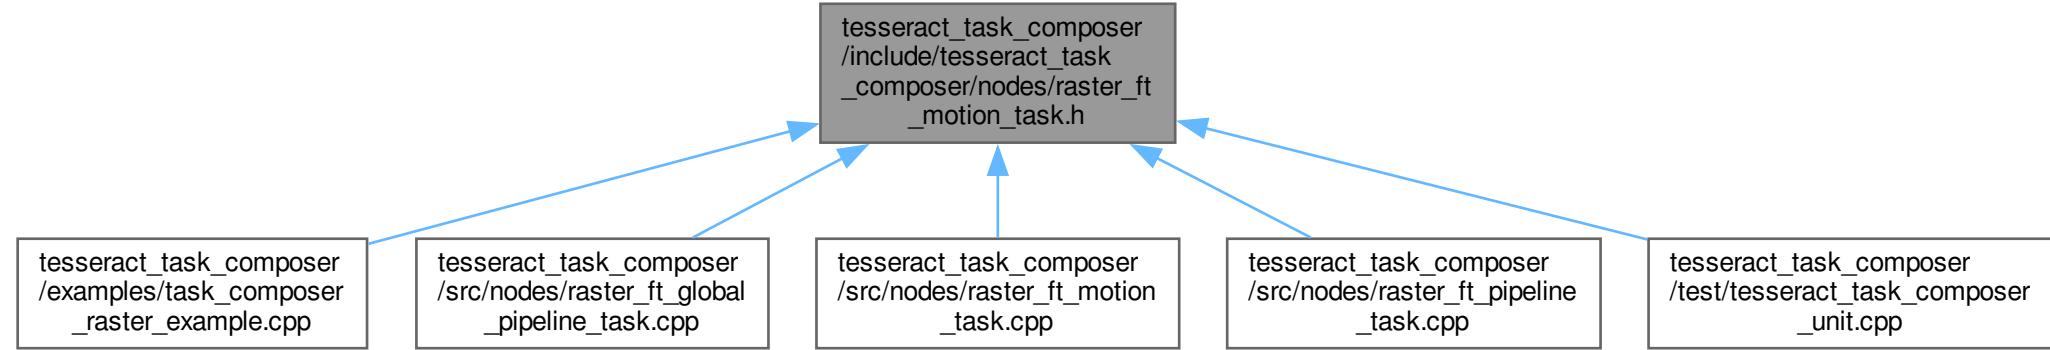 tesseract_task_composer
/include/tesseract_task
_composer/nodes/raster_ft
_motion_task.h
tesseract_task_composer
/examples/task_composer
_raster_example.cpp
tesseract_task_composer
/src/nodes/raster_ft_global
_pipeline_task.cpp
tesseract_task_composer
/src/nodes/raster_ft_motion
_task.cpp
tesseract_task_composer
/src/nodes/raster_ft_pipeline
_task.cpp
tesseract_task_composer
/test/tesseract_task_composer
_unit.cpp